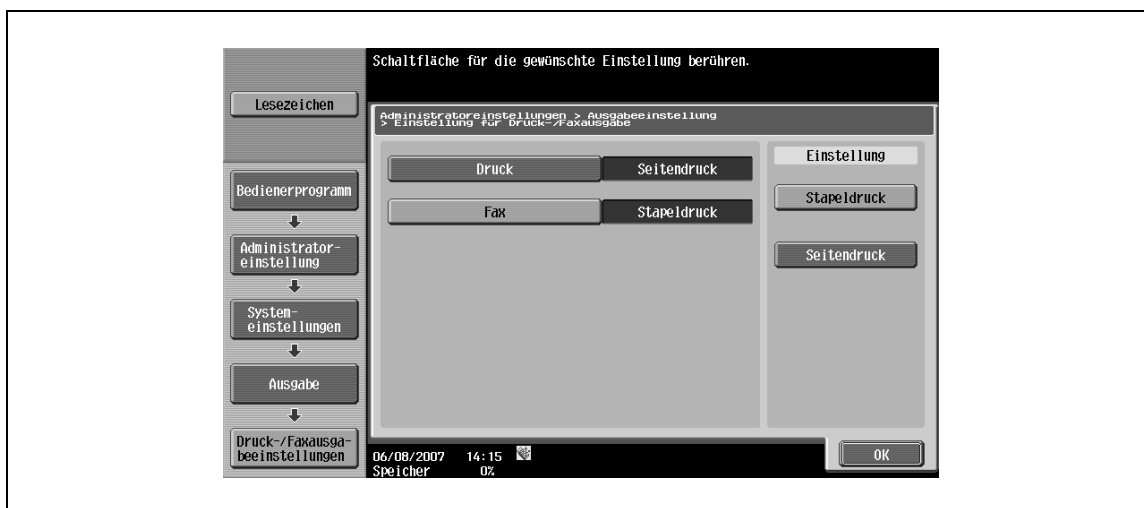 Schaltfläche für die gewünschte Einstellung berühren.
Lesezeichen
Administratoreinstellungen > Ausgabeeinstellung
> Einstellung für Druck-/Faxausgabe
Bedienerprogramm
Administrator-
einstellung
System-
einstellungen
Ausgabe
Druck-/Faxausga-
beeinstellungen
Druck
Seitendruck
Fax
Stapeldruck
Einstellung
Stapeldruck
Seitendruck
06/08/2007 14:15
Speicher 0%
OK